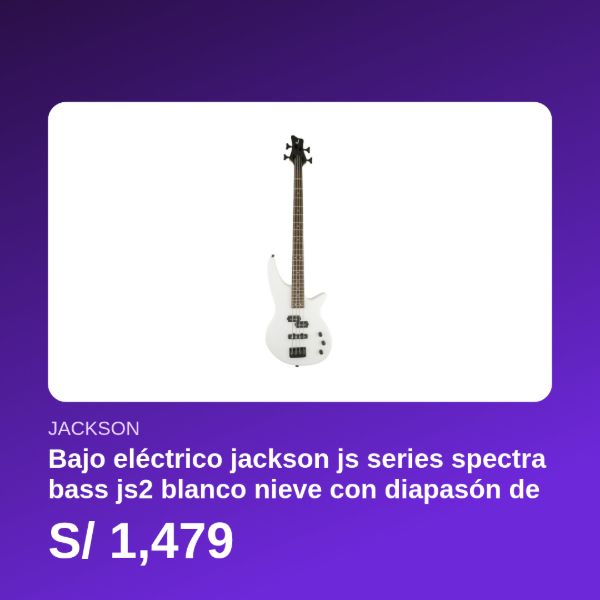 JACKSON
Bajo eléctrico jackson js series spectra
bass js2 blanco nieve con diapasón de
S/ 1,479